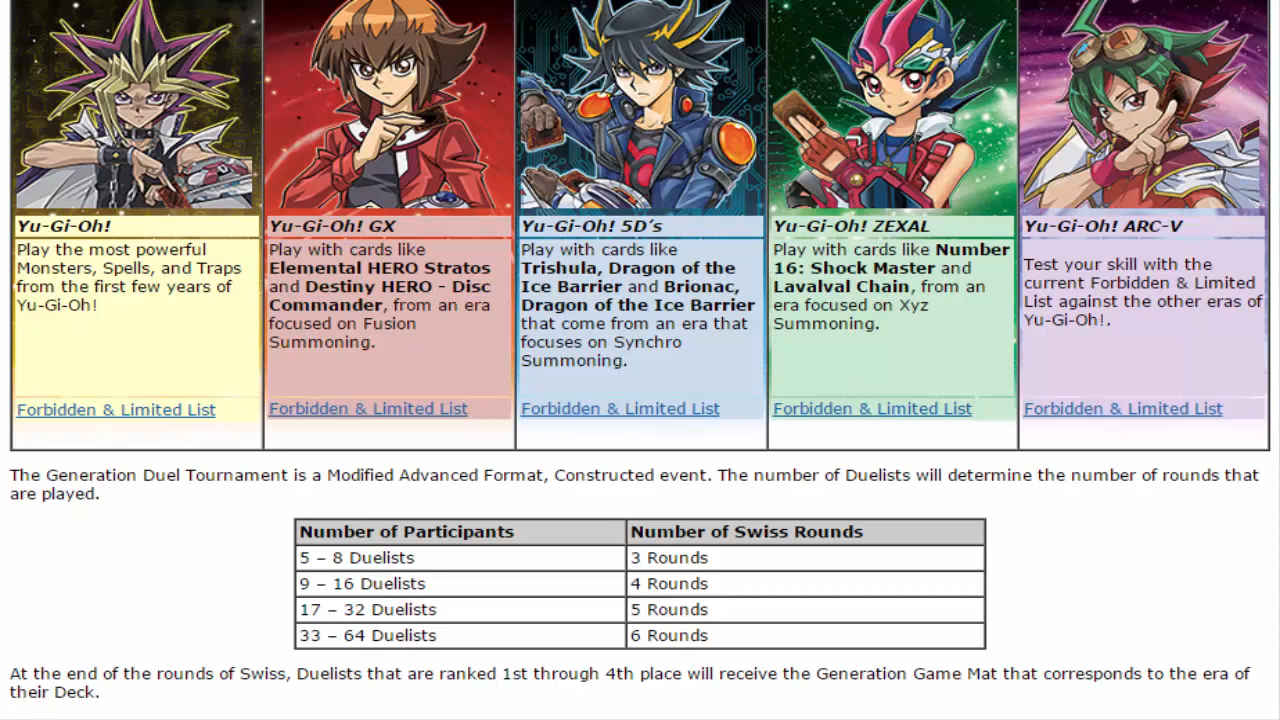 Yu-Gi-Oh!
Play the most powerful
Monsters, Spells, and Traps
from the first few years of
Yu-Gi-Oh!
Forbidden & Limited List
Yu-Gi-Oh! GX
Play with cards like
Elemental HERO Stratos
and Destiny HERO - Disc
Commander, from an era
focused on Fusion
Summoning.
Forbidden & Limited List
Yu-Gi-Oh! 5D's
Play with cards like
Trishula, Dragon of the
Ice Barrier and Brionac,
Dragon of the Ice Barrier
that come from an era that
focuses on Synchro
Summoning.
Forbidden & Limited List
Yu-Gi-Oh! ZEXAL
Play with cards like Number
16: Shock Master and
Lavalval Chain, from an
era focused on Xyz
Summoning.
Forbidden & Limited List
Yu-Gi-Oh! ARC-V
Test your skill with the
current Forbidden & Limited
List against the other eras of
Yu-Gi-Oh!.
Forbidden & Limited List
The Generation Duel Tournament is a Modified Advanced Format, Constructed event. The number of Duelists will determine the number of rounds that
are played.
Number of Participants Number of Swiss Rounds
5 – 8 Duelists 3 Rounds
9 – 16 Duelists 4 Rounds
17 – 32 Duelists 5 Rounds
33 – 64 Duelists 6 Rounds
At the end of the rounds of Swiss, Duelists that are ranked 1st through 4th place will receive the Generation Game Mat that corresponds to the era of
their Deck.